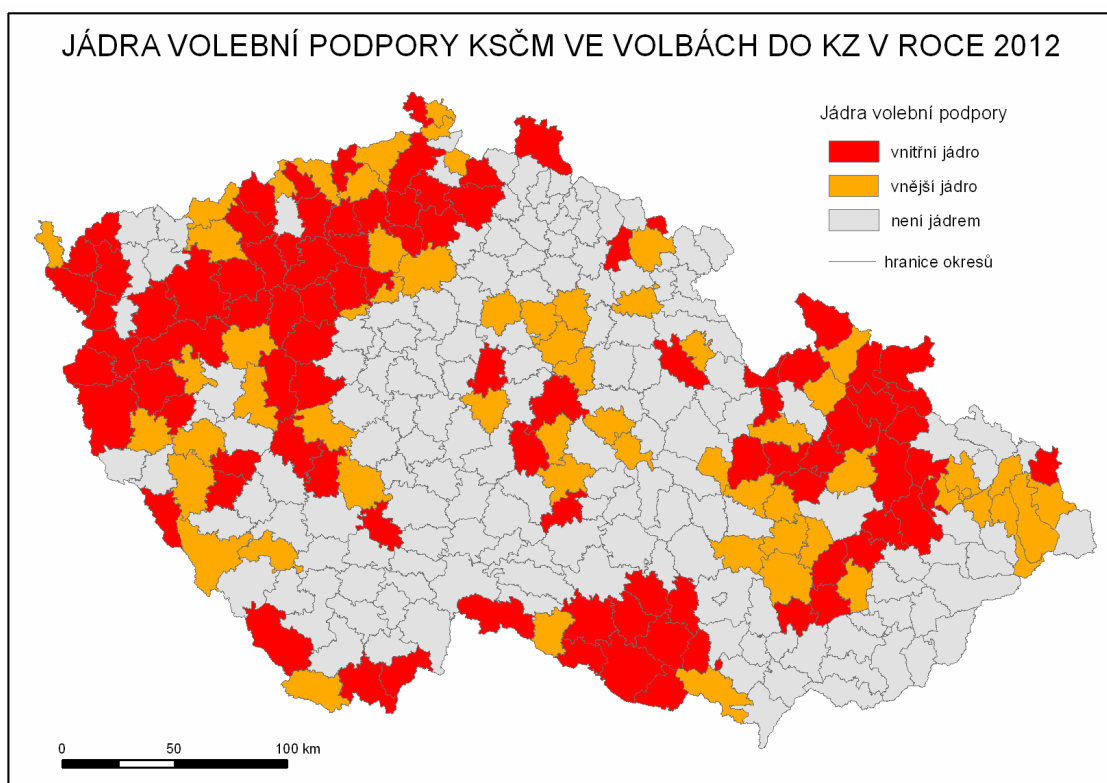 JÁDRA VOLEBNÍ PODPORY KSČM VE VOLBÁCH DO KZ V ROCE 2012
Jádra volební podpory
vnitřní jádro
vnější jádro
není jádrem
hranice okresů
0 50 100 km